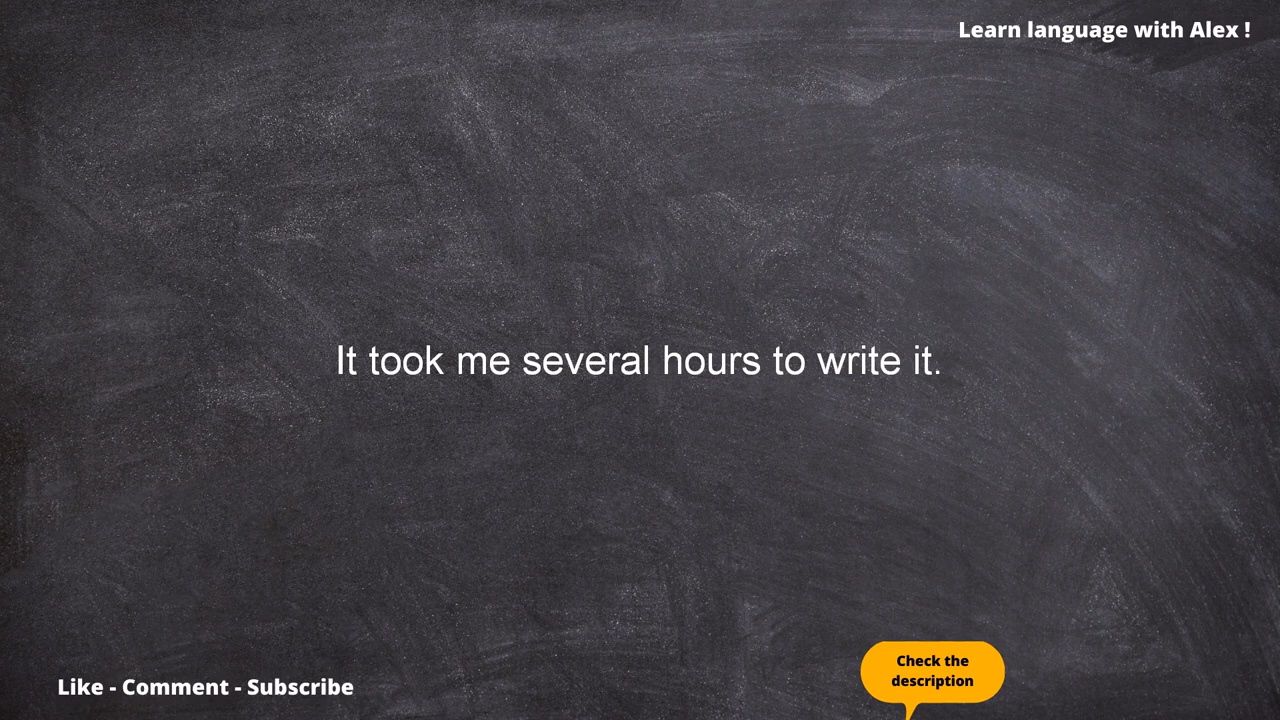 Learn language with Alex !
It took me several hours to write it.
Check the
description
Like - Comment - Subscribe